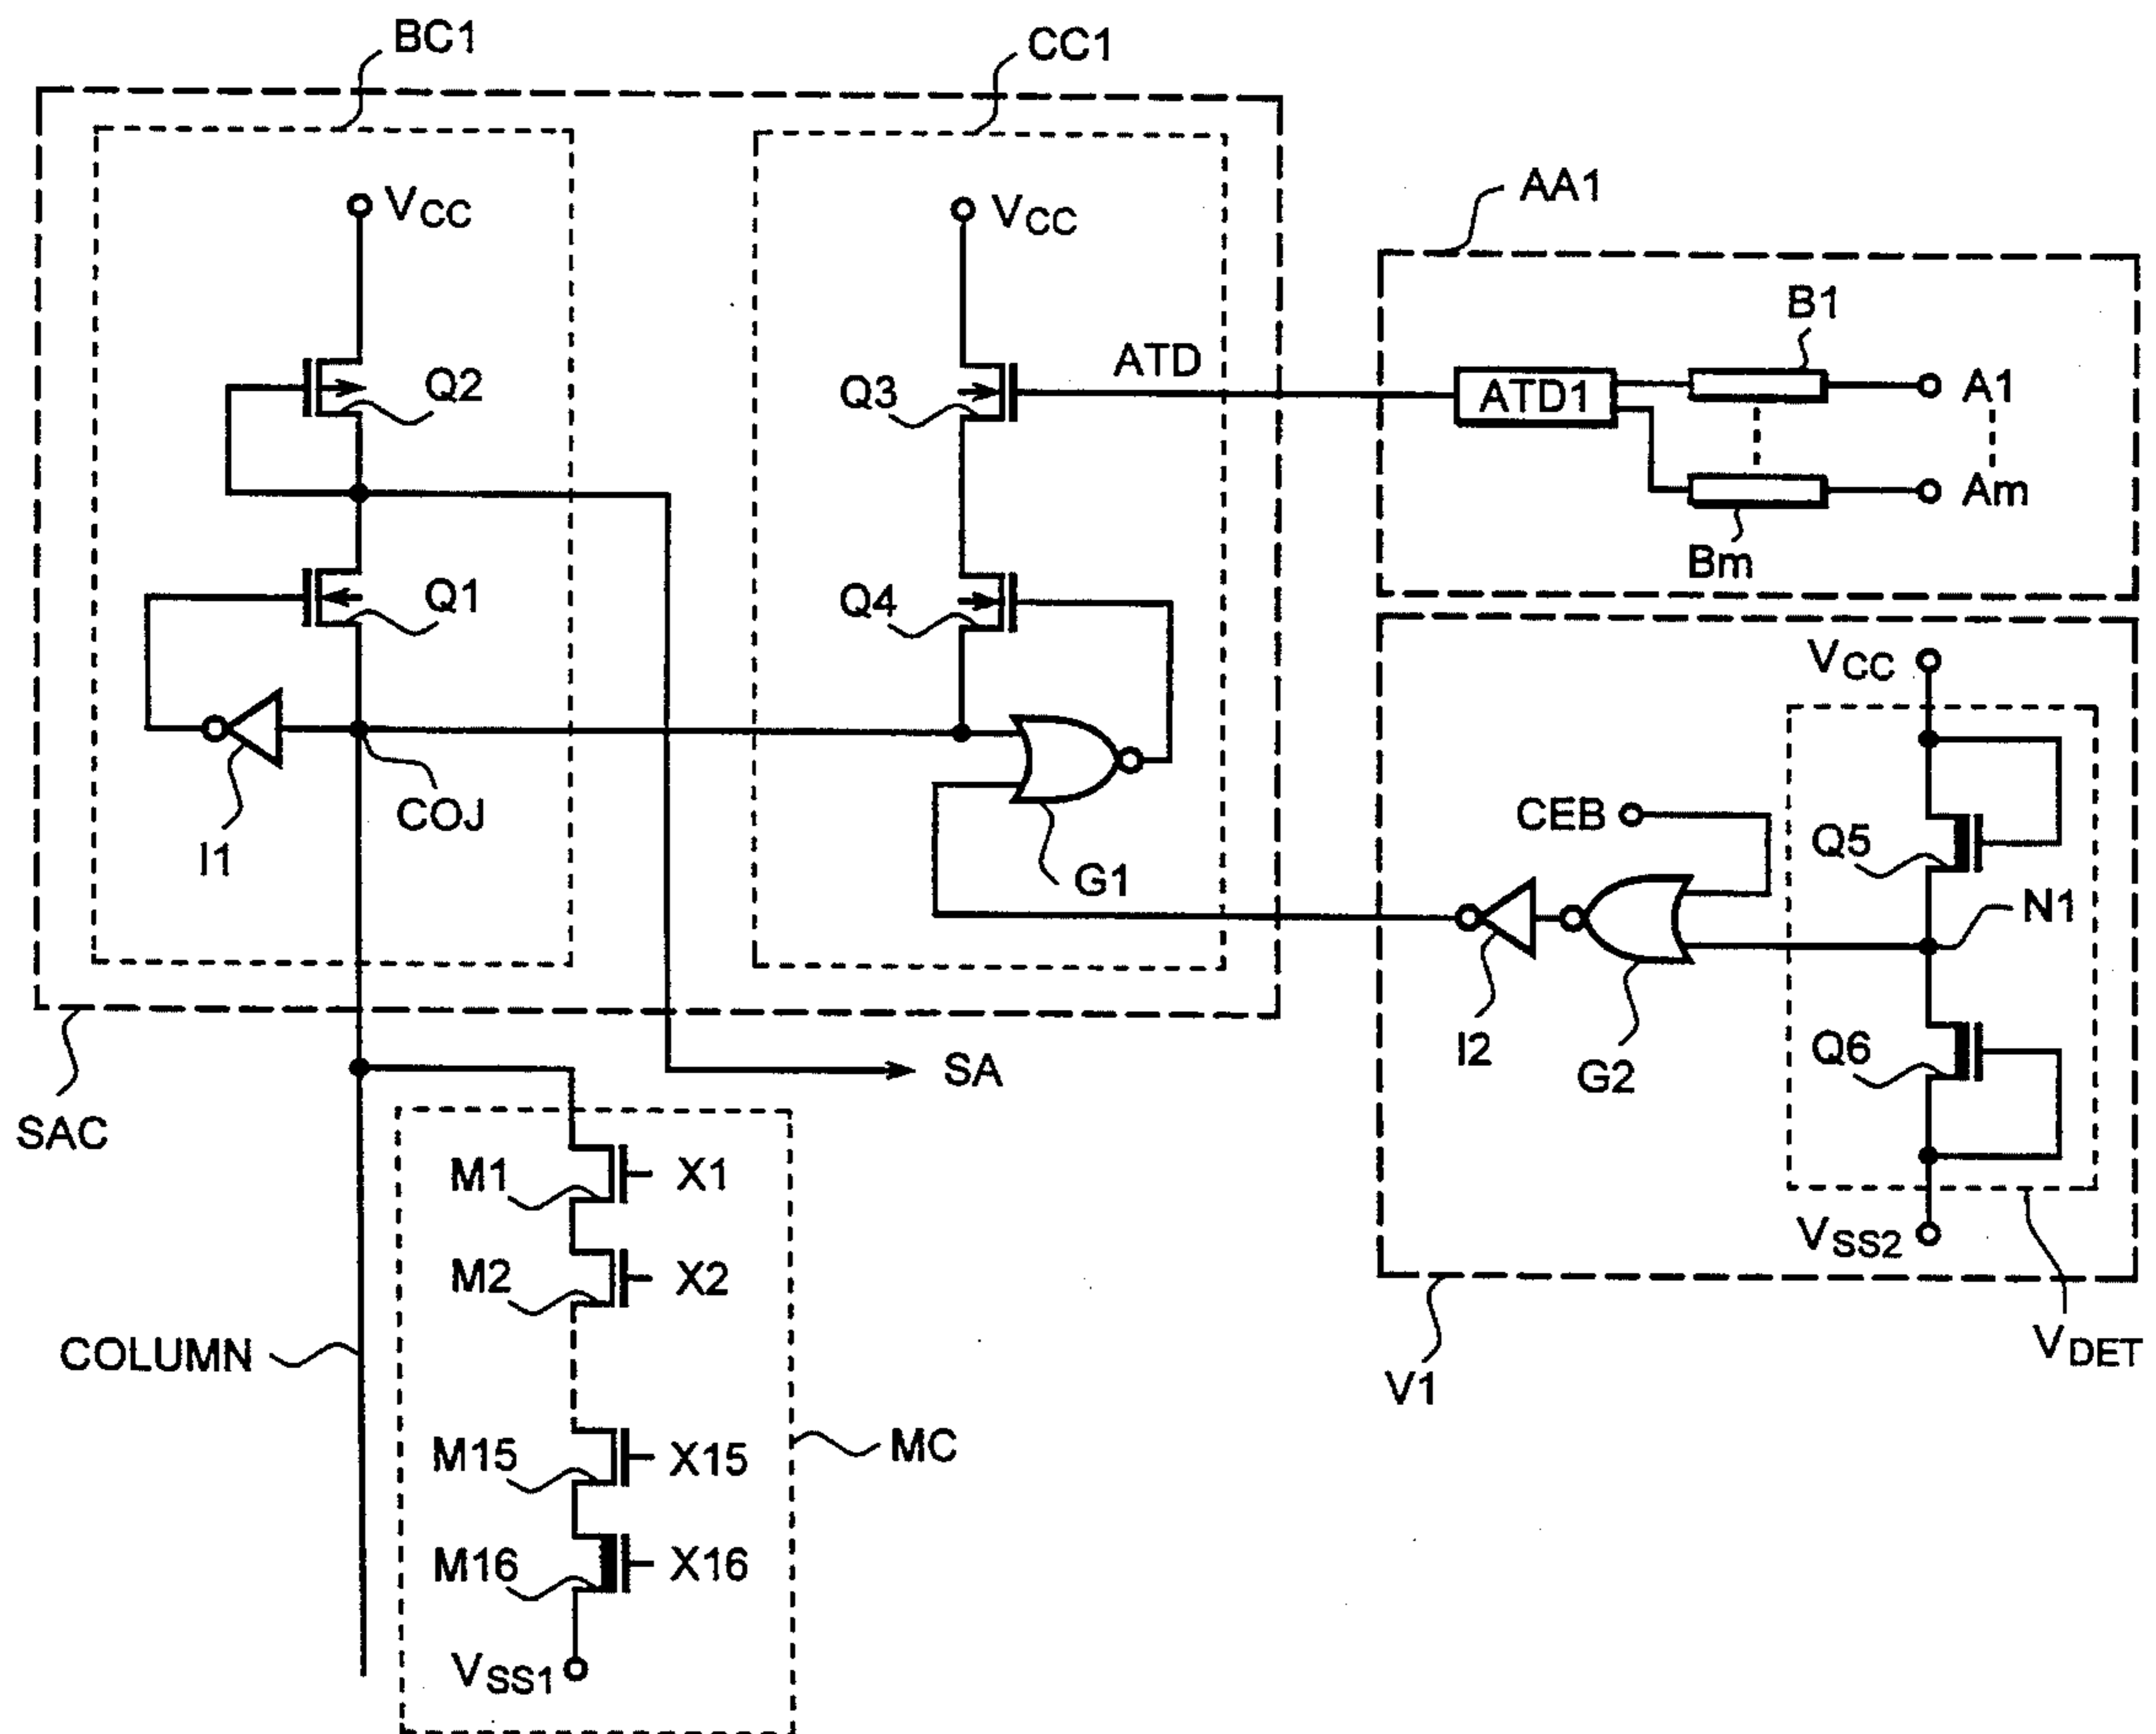 BC1
CC1
VCC
VCC
AA1
B1
ATD
Q2
Q3
ATD1
A1
Am
Bm
Q1
Q4
VCC
COJ
I1
G1
CEB
Q5
N1
I2
G2
Q6
SA
SAC
M1
X1
M2
X2
VSS2
COLUMN
VDET
V1
M15
X15
MC
M16
X16
VSS1